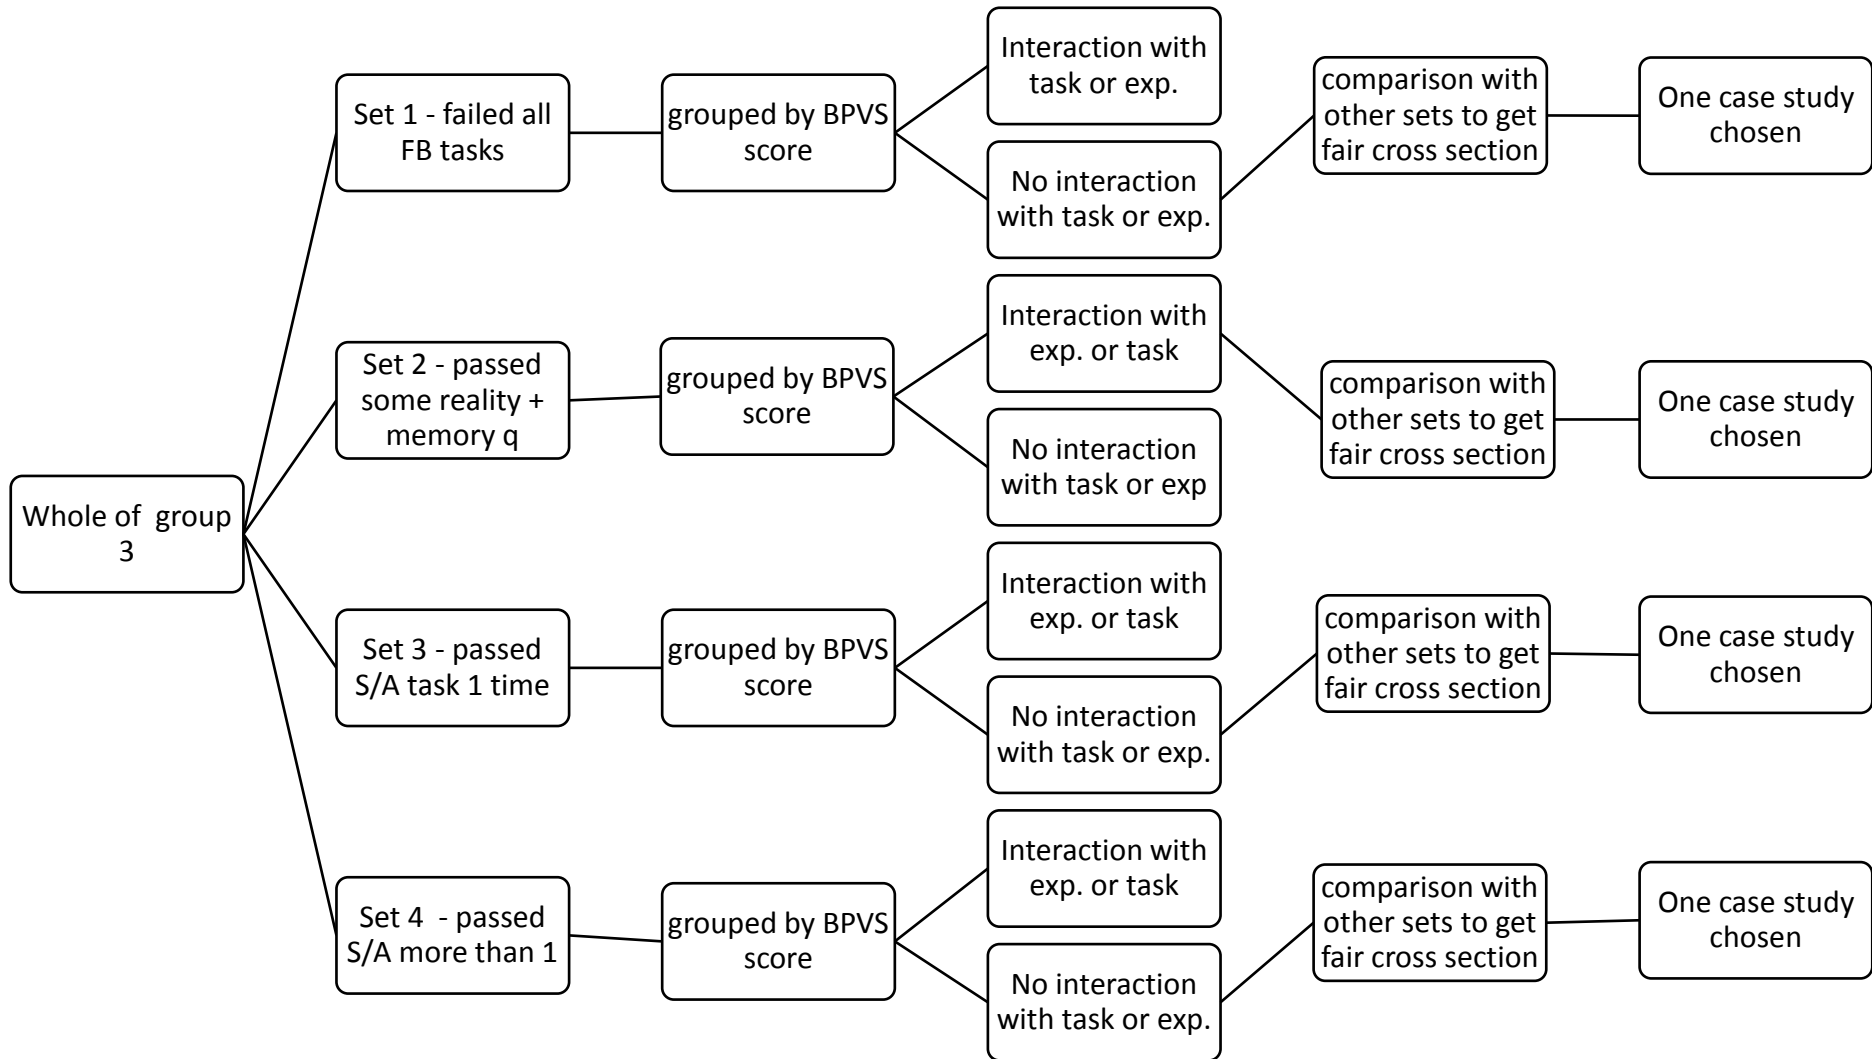 Whole of  group
3
Set 1 - failed all
FB tasks
grouped by BPVS
score
Interaction with
task or exp.
No interaction
with task or exp.
comparison with
other sets to get
fair cross section
One case study
chosen
Set 2 - passed
some reality +
memory q
grouped by BPVS
score
Interaction with
exp. or task
No interaction
with task or exp
comparison with
other sets to get
fair cross section
One case study
chosen
Set 3 - passed
S/A task 1 time
grouped by BPVS
score
Interaction with
exp. or task
No interaction
with task or exp.
comparison with
other sets to get
fair cross section
One case study
chosen
Set 4  - passed
S/A more than 1
grouped by BPVS
score
Interaction with
exp. or task
No interaction
with task or exp.
comparison with
other sets to get
fair cross section
One case study
chosen